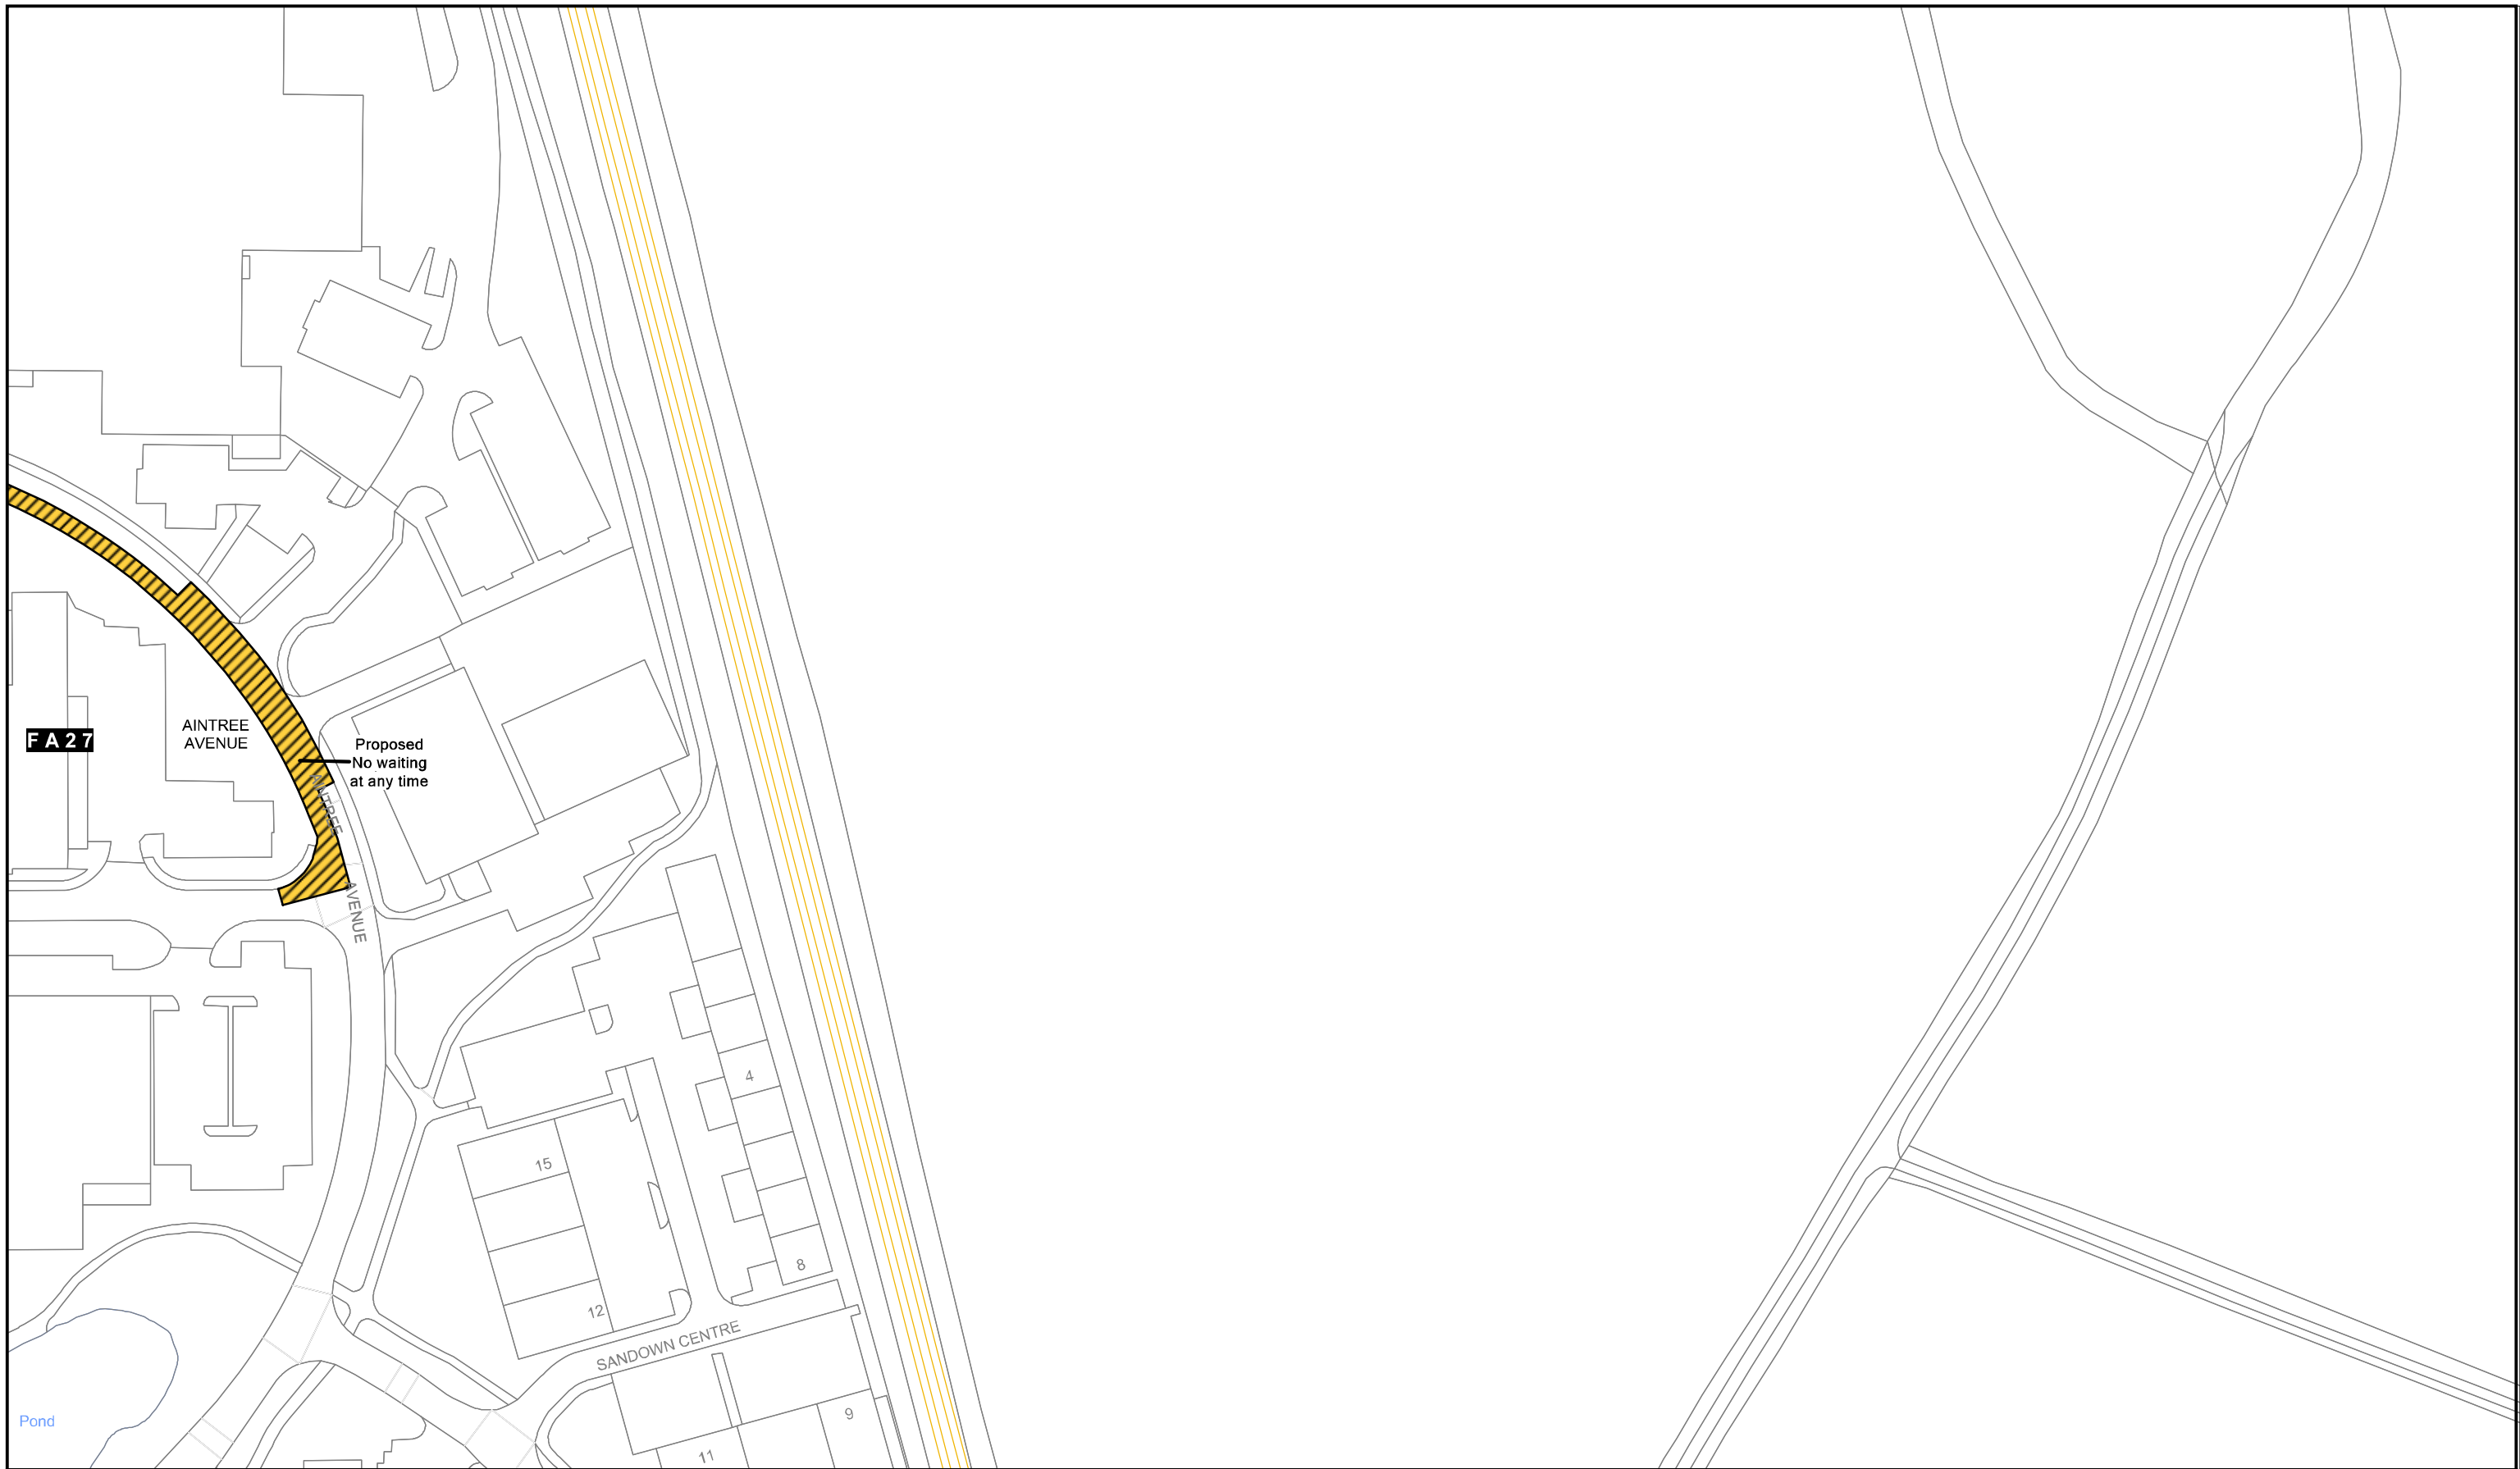 AINTREE
AVENUE
F A 2 7
Proposed
No waiting
at any time
AINTREE
AVENUE
4
15
8
12
SANDOWN CENTRE
9
11
Pond